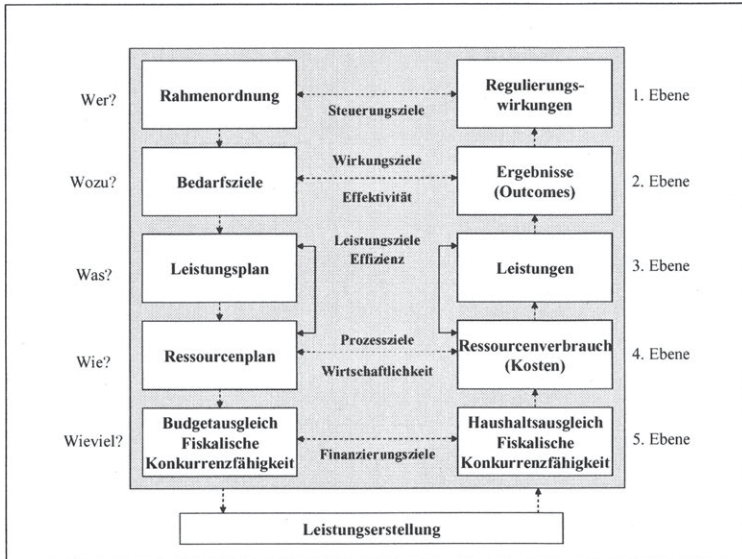 Wer?
Rahmenordnung
Steuerungsziele
Regulierungs-
wirkungen
1. Ebene
Wozu?
Bedarfsziele
Wirkungsziele
Effektivität
Ergebnisse
(Outcomes)
2. Ebene
Was?
Leistungsplan
Leistungsziele
Effizienz
Leistungen
3. Ebene
Wie?
Ressourcenplan
Prozessziele
Wirtschaftlichkeit
Ressourcenverbrauch
(Kosten)
4. Ebene
Wieviel?
Budgetausgleich
Fiskalische
Konkurrenzfähigkeit
Finanzierungsziele
Haushaltsausgleich
Fiskalische
Konkurrenzfähigkeit
5. Ebene
Leistungserstellung